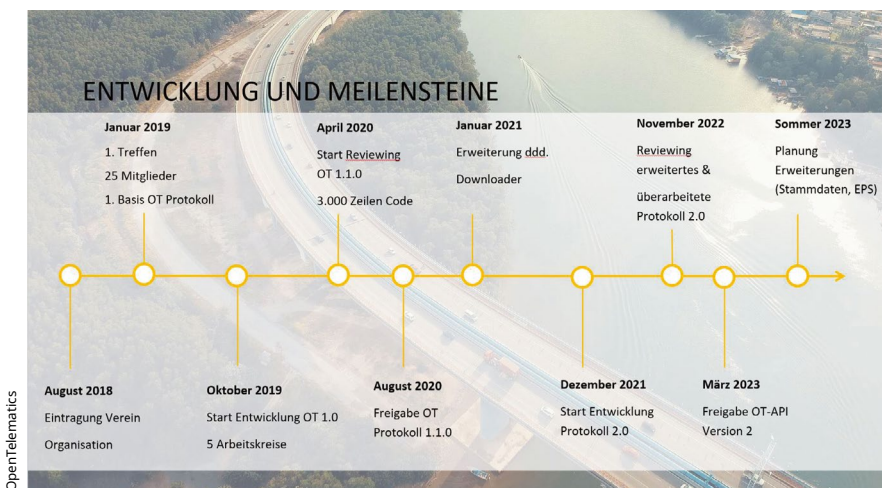 ENTWICKLUNG UND MEILENSTEINE
Januar 2019
1. Treffen
25 Mitglieder
1. Basis OT Protokoll
April 2020
Start Reviewing
OT 1.1.0
3.000 Zeilen Code
Januar 2021
Erweiterung ddd.
Downloader
November 2022
Reviewing
erweitertes &
überarbeitete
Protokoll 2.0
Sommer 2023
Planung
Erweiterungen
(Stammdaten, EPS)
August 2018
Eintragung Verein
Organisation
Oktober 2019
Start Entwicklung OT 1.0
5 Arbeitskreise
August 2020
Freigabe OT
Protokoll 1.1.0
Dezember 2021
Start Entwicklung
Protokoll 2.0
März 2023
Freigabe OT-API
Version 2
OpenTelematics